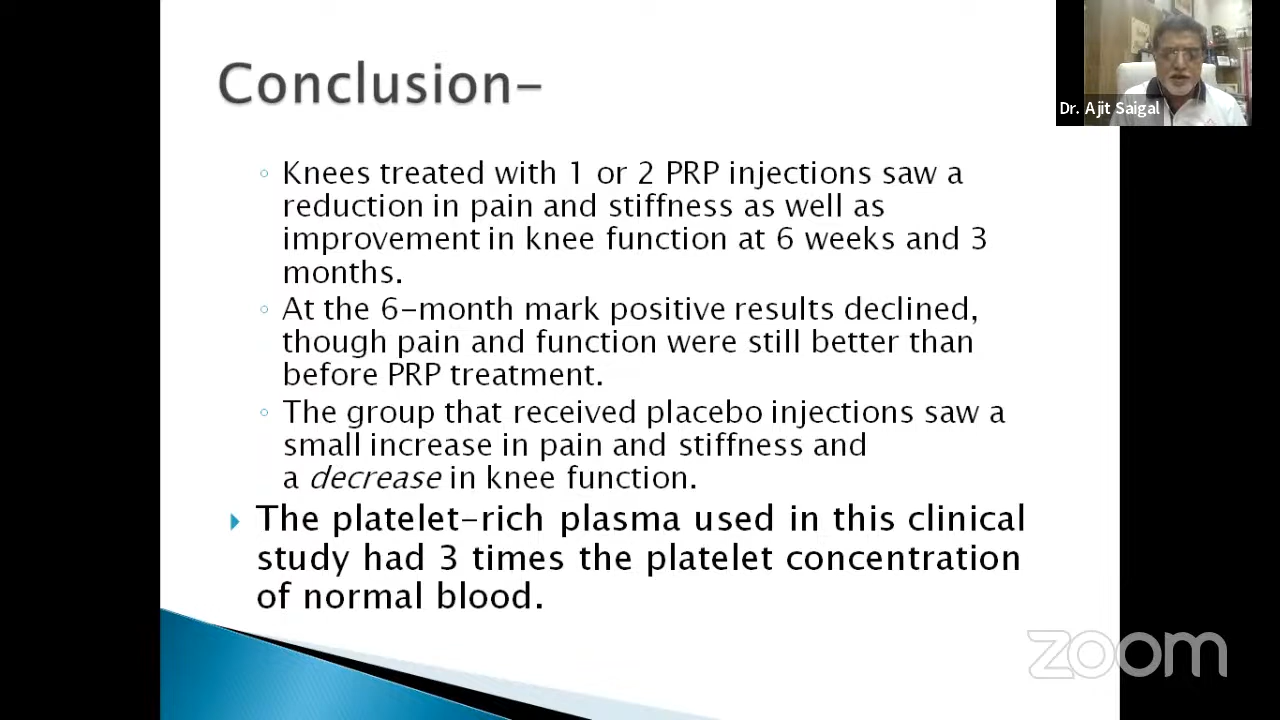 Conclusion-
Dr. Ajit Saigal
◦ Knees treated with 1 or 2 PRP injections saw a
reduction in pain and stiffness as well as
improvement in knee function at 6 weeks and 3
months.
◦ At the 6-month mark positive results declined,
though pain and function were still better than
before PRP treatment.
◦ The group that received placebo injections saw a
small increase in pain and stiffness and
a decrease in knee function.
The platelet-rich plasma used in this clinical
study had 3 times the platelet concentration
of normal blood.
zoom